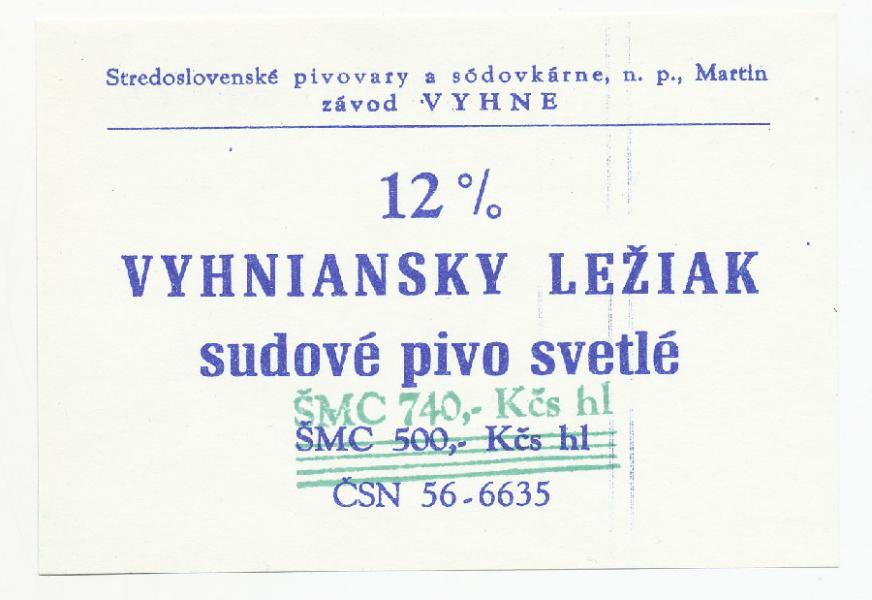 Stredoslovenské pivovary a sódovkárne, n. p., Martin
závod VYHNE
12 %
VYHNIANSKY LEŽIAK
sudové pivo svetlé
ŠMC 740,- Kčs hl
ŠMC 500,- Kčs hl
ČSN 56-6635